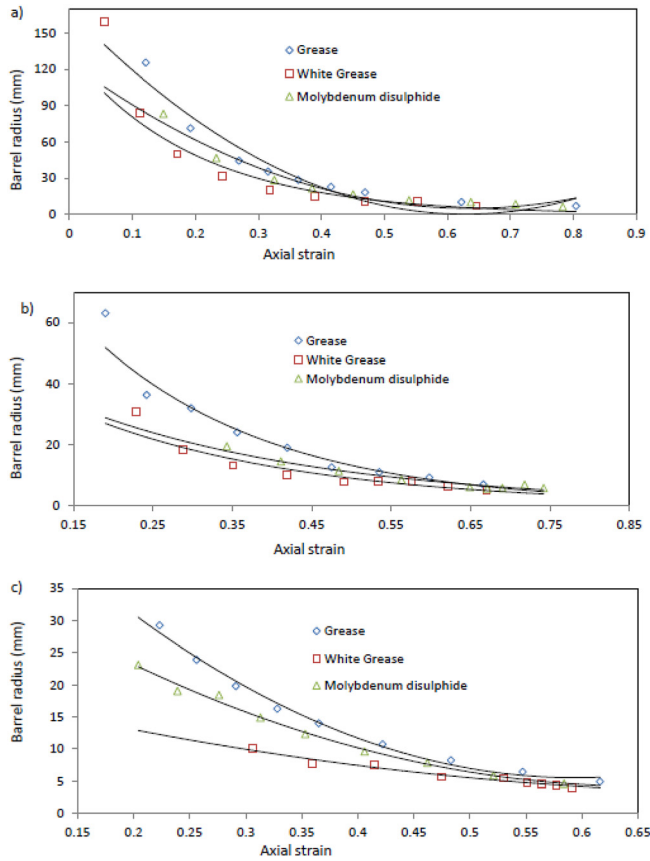 a)
Barrel radius (mm)
150
120
90
60
30
0
Grease
White Grease
Molybdenum disulphide
0 0.1 0.2 0.3 0.4 0.5 0.6 0.7 0.8 0.9
Axial strain
b)
Barrel radius (mm)
60
40
20
0
Grease
White Grease
Molybdenum disulphide
0.15 0.25 0.35 0.45 0.55 0.65 0.75 0.85
Axial strain
c)
Barrel radius (mm)
35
30
25
20
15
10
5
0
Grease
White Grease
Molybdenum disulphide
0.15 0.2 0.25 0.3 0.35 0.4 0.45 0.5 0.55 0.6 0.65
Axial strain